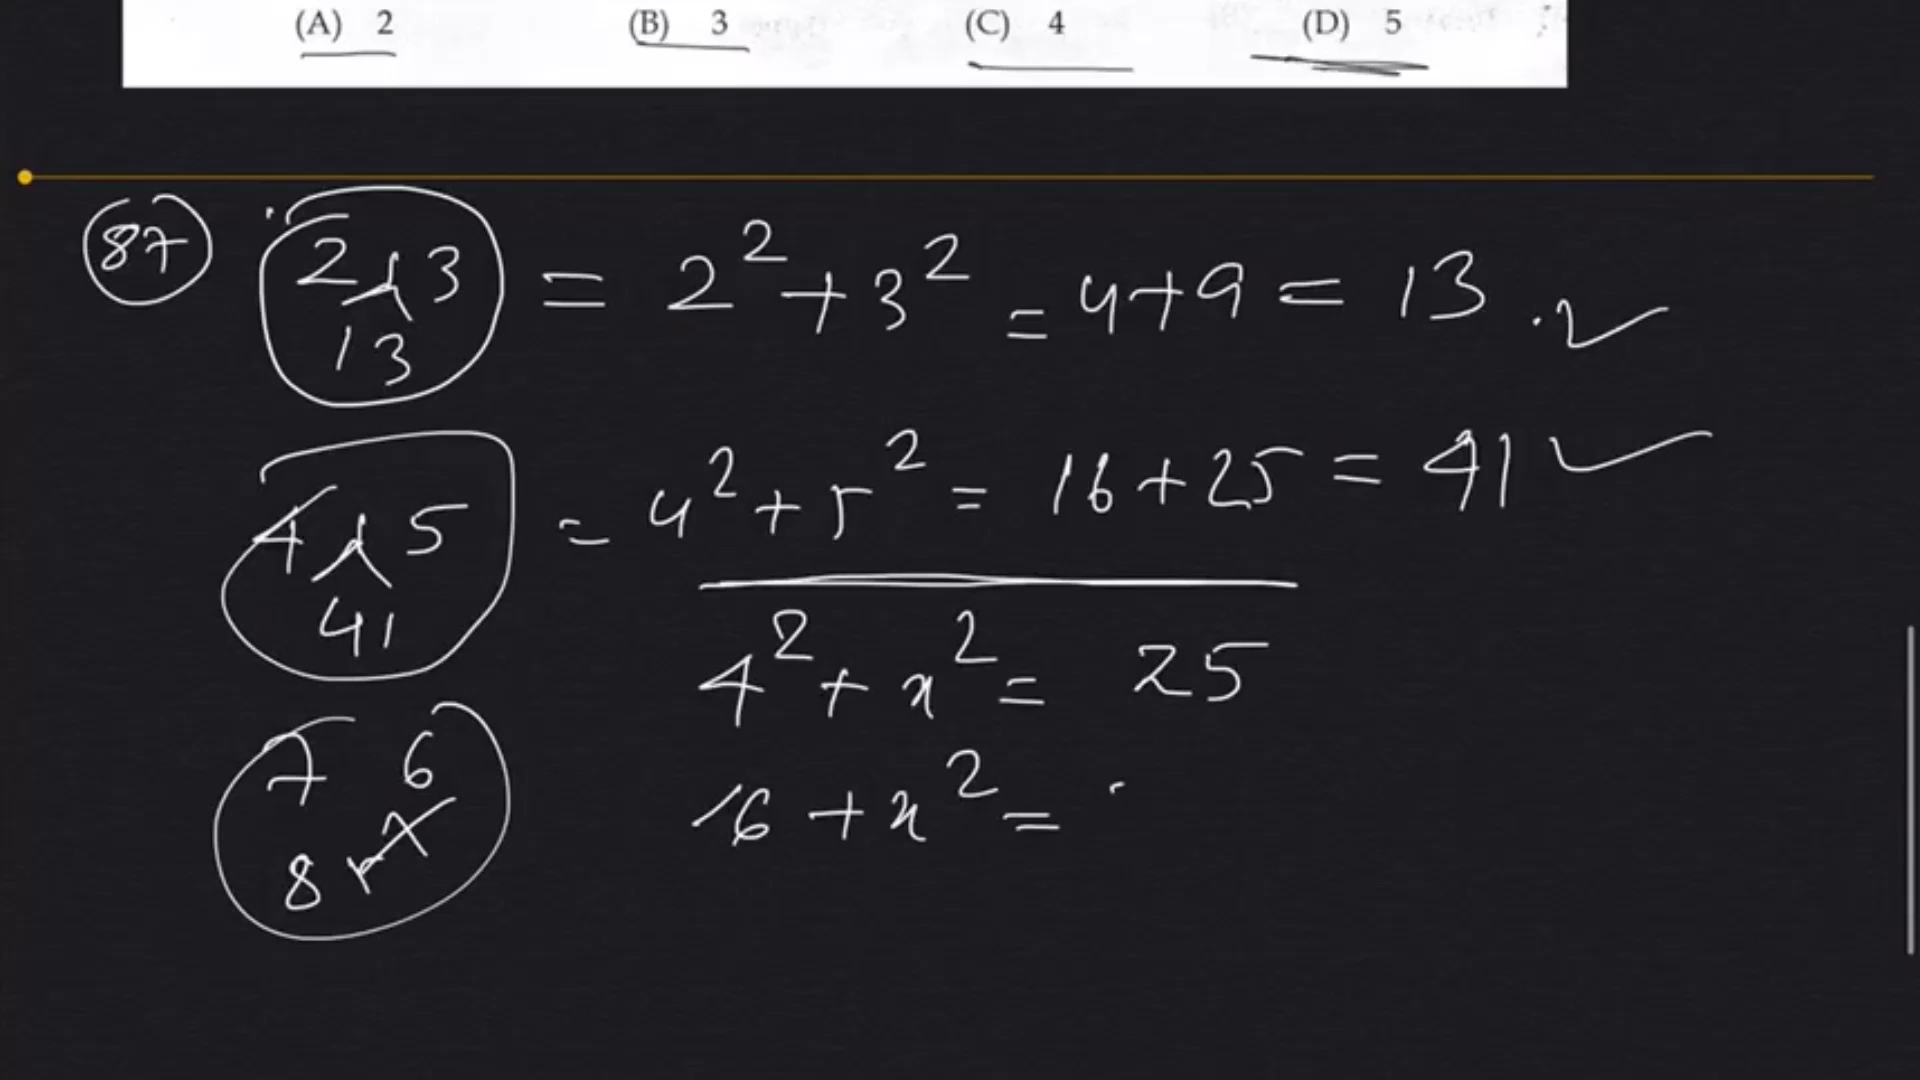 (A) 2 (B) 3 (C) 4 (D) 5
87 2 3 = 2² + 3² = 4+9 = 13
13
4 5 = 4² + 5² = 16+25 = 41
41
4² + x² = 25
7 6
16 + x² =
8